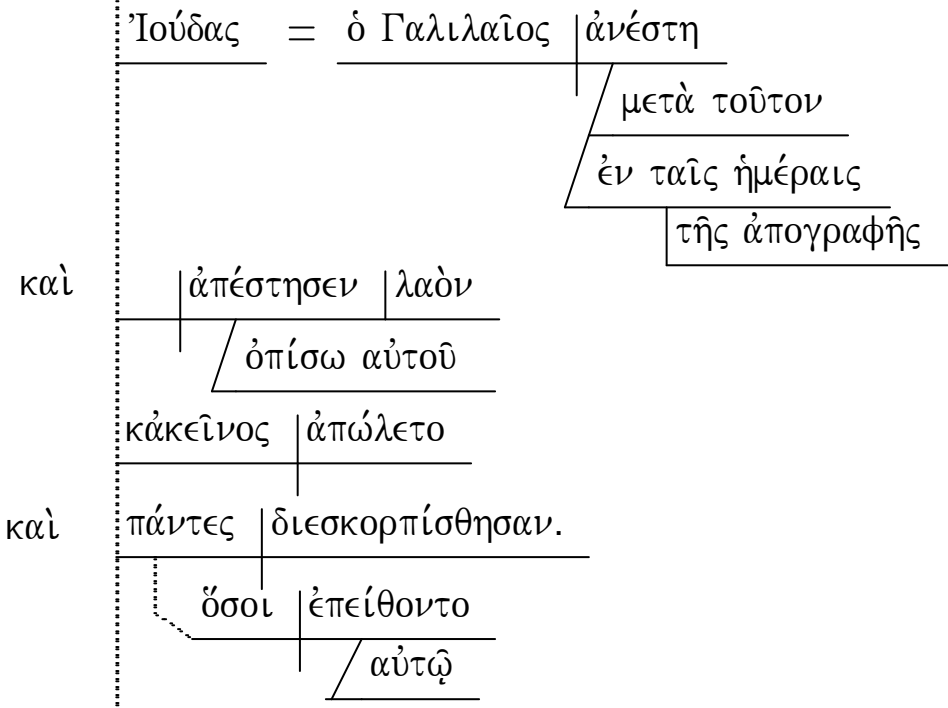 Ἰούδας = ὁ Γαλιλαῖος ἀνέστη
μετὰ τοῦτον
ἐν ταῖς ἡμέραις
τῆς ἀπογραφῆς
καὶ ἀπέστησεν λαὸν
ὀπίσω αὐτοῦ
κἀκεῖνος ἀπώλετο
καὶ πάντες διεσκορπίσθησαν.
ὅσοι ἐπείθοντο
αὐτῷ